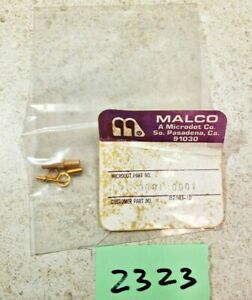 MALCO
A Microdot Co.
So. Pasadena, Ca.
91030
MICRODOT PART NO.
CUSTOMER PART NO.
2323